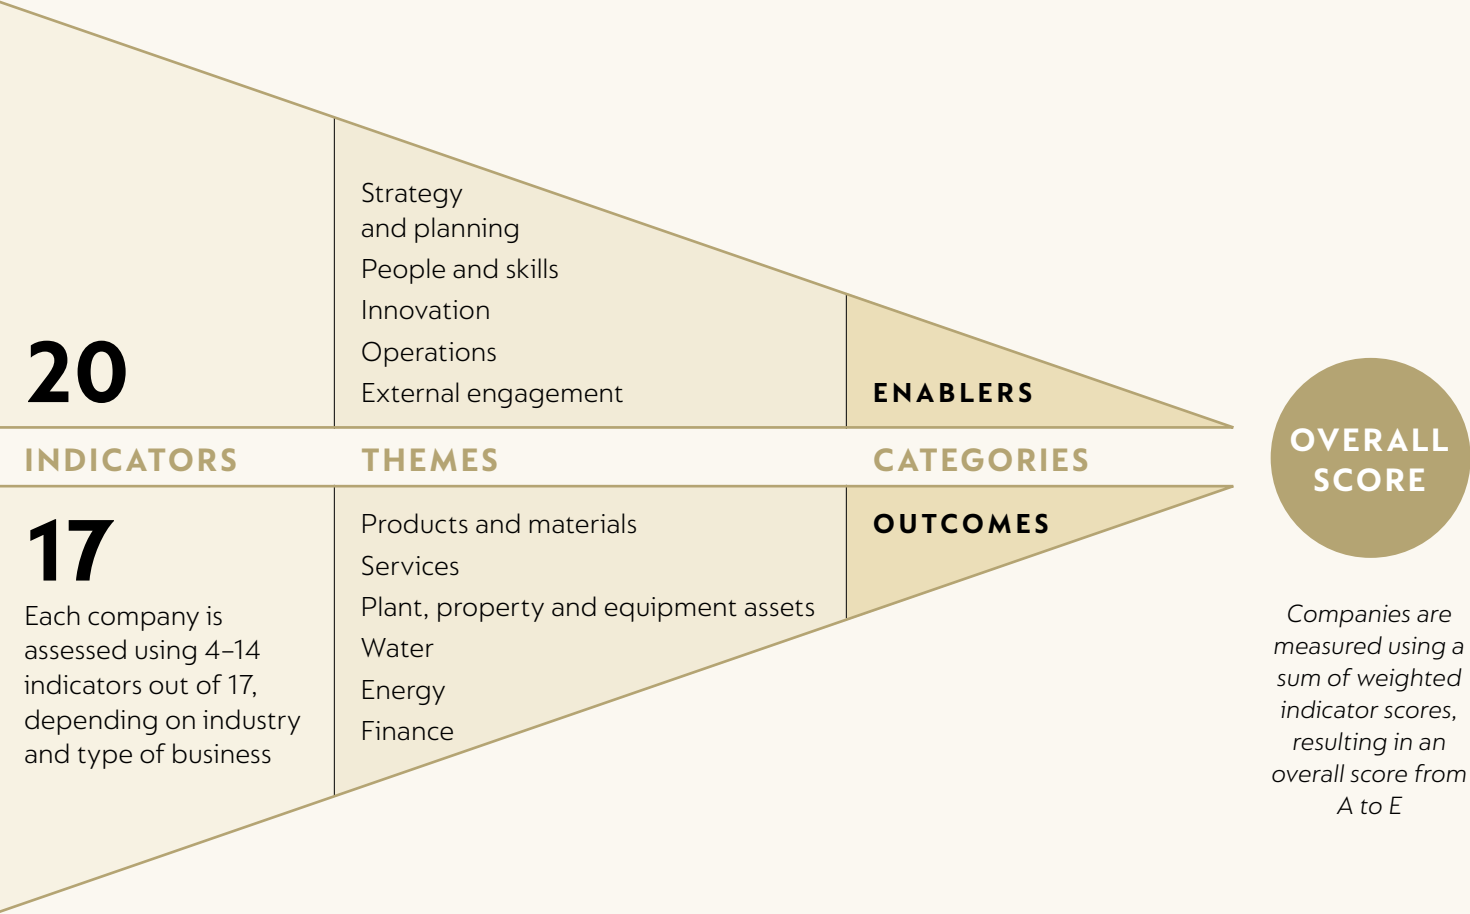 20
Strategy
and planning
People and skills
Innovation
Operations
External engagement
ENABLERS
INDICATORS
THEMES
CATEGORIES
17
Each company is
assessed using 4–14
indicators out of 17,
depending on industry
and type of business
Products and materials
Services
Plant, property and equipment assets
Water
Energy
Finance
OUTCOMES
OVERALL
SCORE
Companies are
measured using a
sum of weighted
indicator scores,
resulting in an
overall score from
A to E